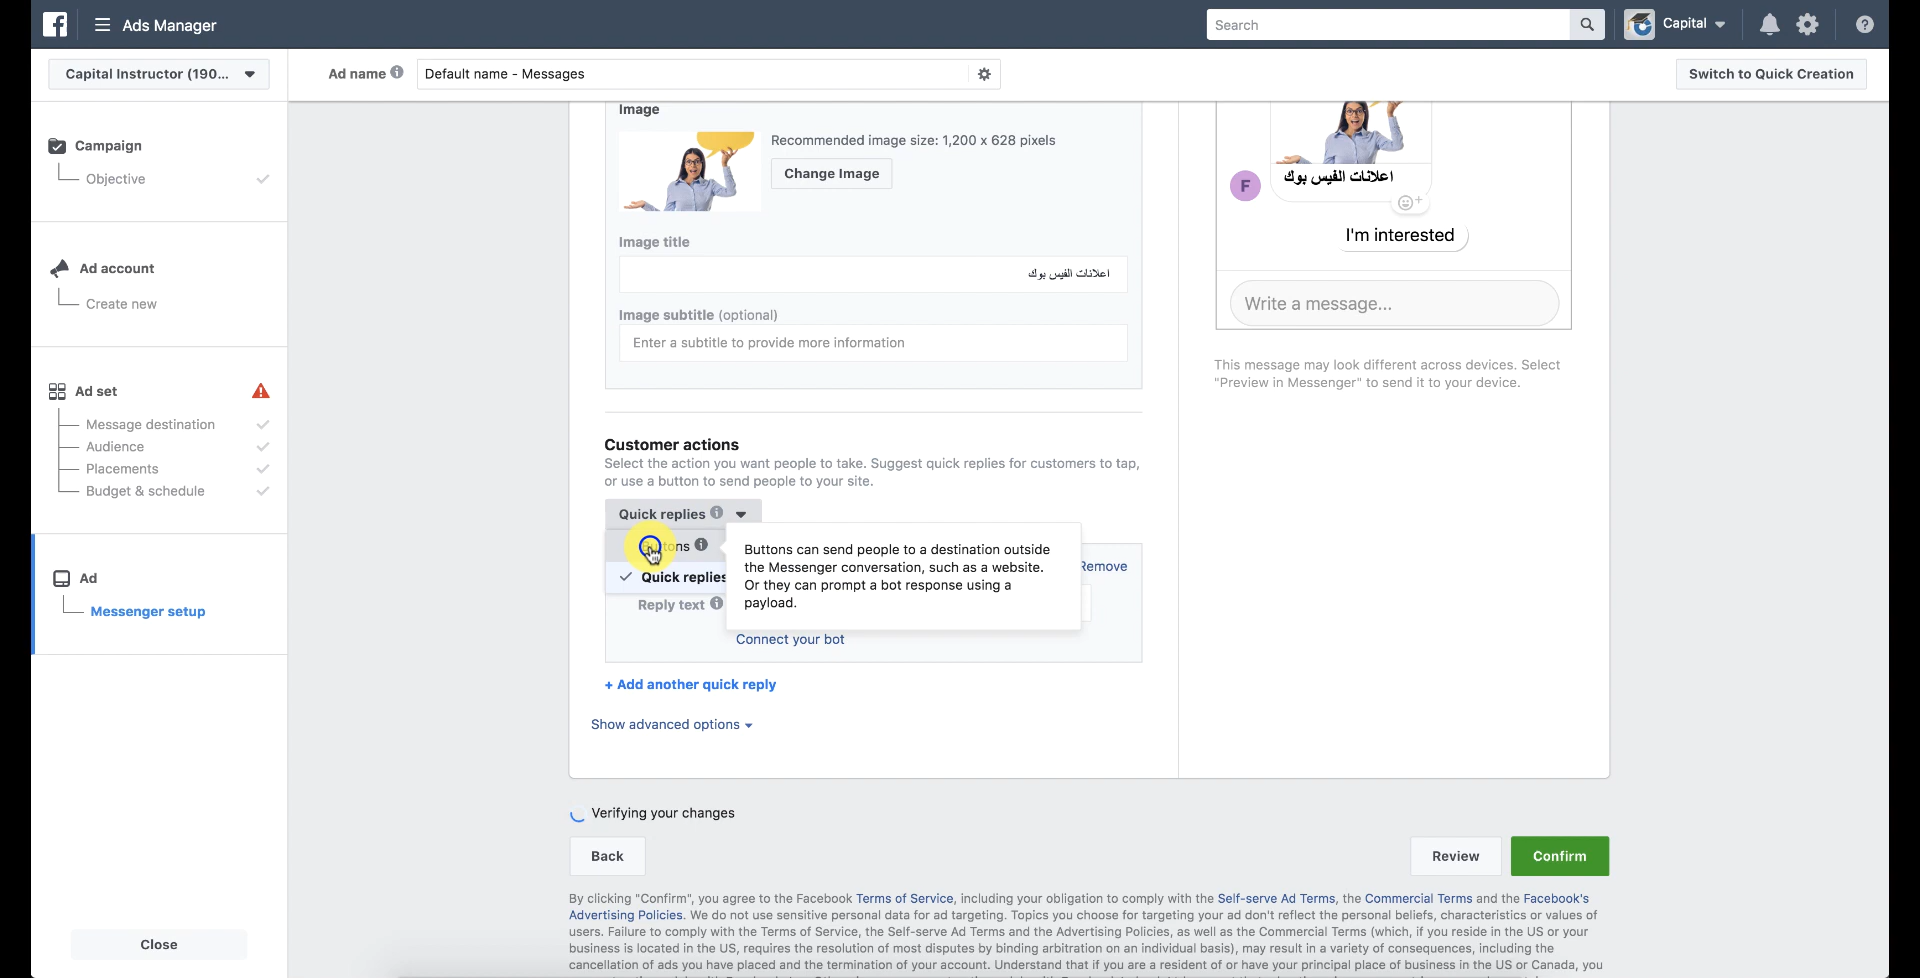 Ads Manager
Search
Capital
Capital Instructor (190...
Ad name
Default name - Messages
Switch to Quick Creation
Campaign
Objective
Ad account
Create new
Ad set
Message destination
Audience
Placements
Budget & schedule
Ad
Messenger setup
Close
Image
Recommended image size: 1,200 x 628 pixels
Change Image
Image title
اعلانات الفيس بوك
Image subtitle (optional)
Enter a subtitle to provide more information
Customer actions
Select the action you want people to take. Suggest quick replies for customers to tap,
or use a button to send people to your site.
Quick replies
Buttons
Quick replies
Buttons can send people to a destination outside
the Messenger conversation, such as a website.
Or they can prompt a bot response using a
payload.
Remove
Reply text
Connect your bot
+ Add another quick reply
Show advanced options
F
اعلانات الفيس بوك
I'm interested
Write a message...
This message may look different across devices. Select
"Preview in Messenger" to send it to your device.
Verifying your changes
Back
Review
Confirm
By clicking "Confirm", you agree to the Facebook Terms of Service, including your obligation to comply with the Self-serve Ad Terms, the Commercial Terms and the Facebook's
Advertising Policies. We do not use sensitive personal data for ad targeting. Topics you choose for targeting your ad don't reflect the personal beliefs, characteristics or values of
users. Failure to comply with the Terms of Service, the Self-serve Ad Terms and the Advertising Policies, as well as the Commercial Terms (which, if you reside in the US or your
business is located in the US, requires the resolution of most disputes by binding arbitration on an individual basis), may result in a variety of consequences, including the
cancellation of ads you have placed and the termination of your account. Understand that if you are a resident of or have your principal place of business in the US or Canada, you